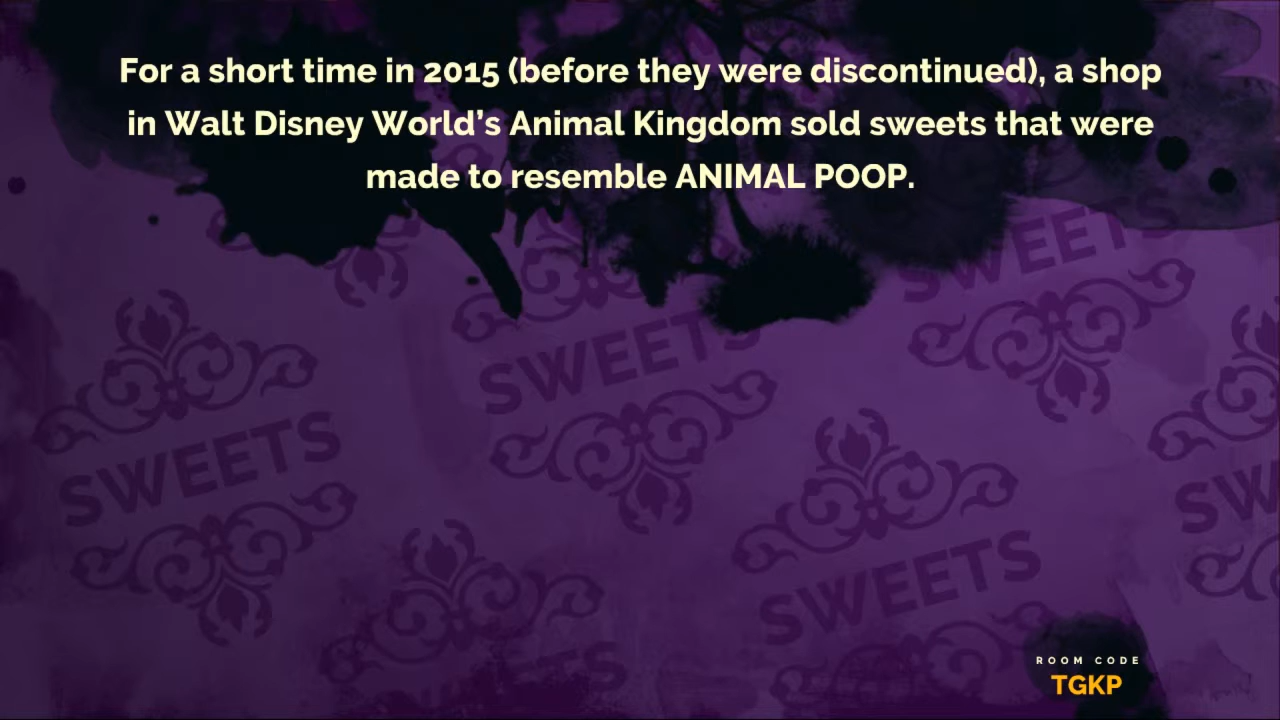 For a short time in 2015 (before they were discontinued), a shop
in Walt Disney World's Animal Kingdom sold sweets that were
made to resemble ANIMAL POOP.
SWEETS
SWEETS
SWEETS
SWEETS
SWEETS
ROOM CODE
TGKP